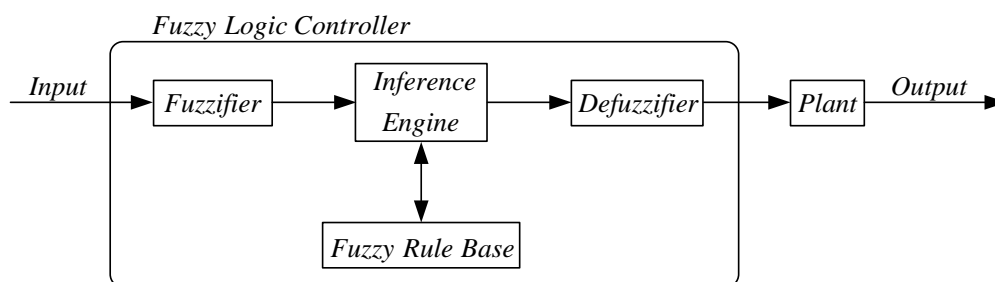 Fuzzy Logic Controller
Input
Fuzzifier
Inference
Engine
Defuzzifier
Plant
Output
Fuzzy Rule Base